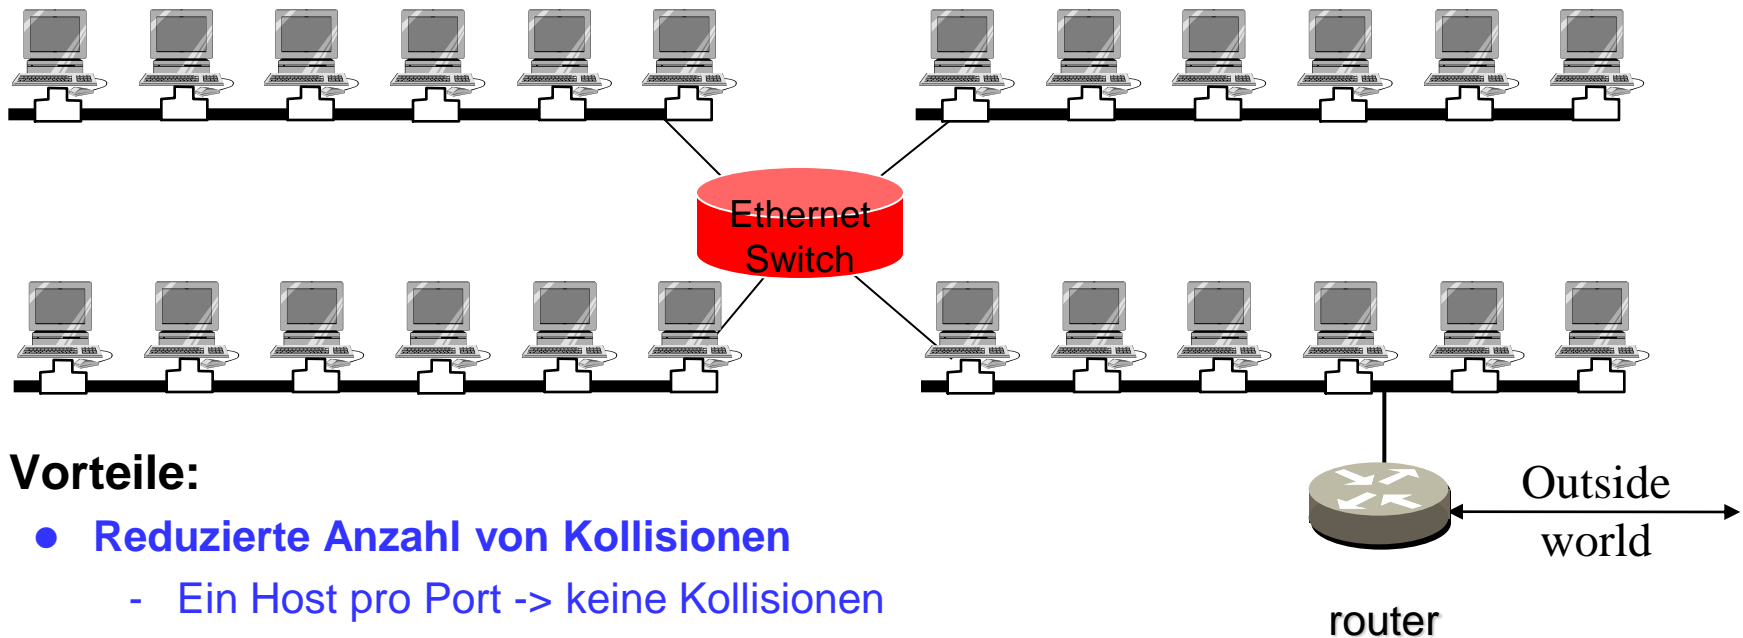 Ethernet
Switch
Vorteile:
● Reduzierte Anzahl von Kollisionen
- Ein Host pro Port -> keine Kollisionen
Outside
world
router